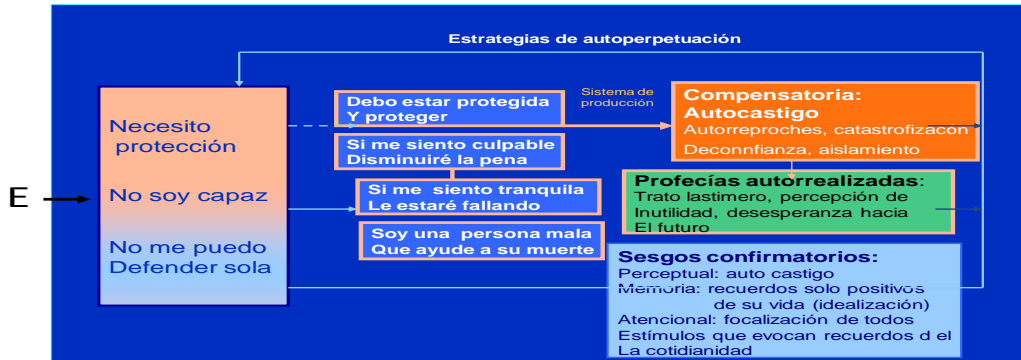 Estrategias de autoperpetuación
E
Necesito
protección
No soy capaz
No me puedo
Defender sola
Debo estar protegida
Y proteger
Si me siento culpable
Disminuiré la pena
Si me siento tranquila
Le estaré fallando
Soy una persona mala
Que ayude a su muerte
Sistema de
producción
Compensatoria:
Autocastigo
Autorreproches, catastrofizacon
Deconnfianza, aislamiento
Profecías autorrealizadas:
Trato lastimero, percepción de
Inutilidad, desesperanza hacia
El futuro
Sesgos confirmatorios:
Perceptual: auto castigo
Memoria: recuerdos solo positivos
de su vida (idealización)
Atencional: focalización de todos
Estímulos que evocan recuerdos d el
La cotidianidad